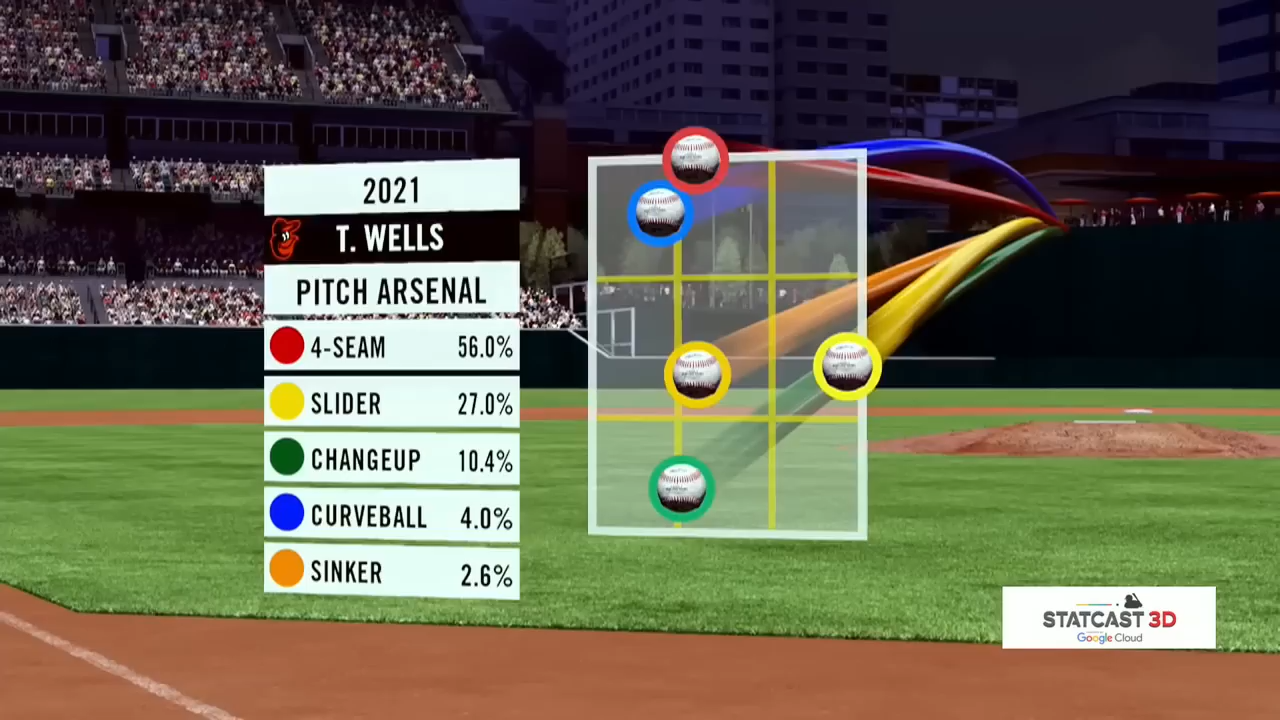 2021
T. WELLS
PITCH ARSENAL
4-SEAM 56.0%
SLIDER 27.0%
CHANGEUP 10.4%
CURVEBALL 4.0%
SINKER 2.6%
STATCAST 3D
Google Cloud